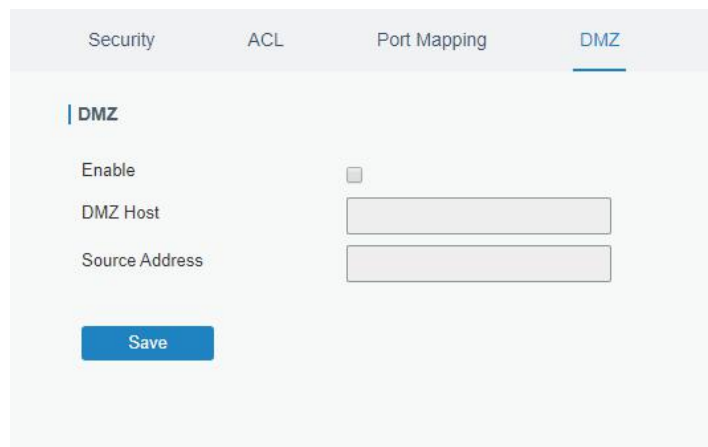 Security ACL Port Mapping DMZ
DMZ
Enable
DMZ Host
Source Address
Save